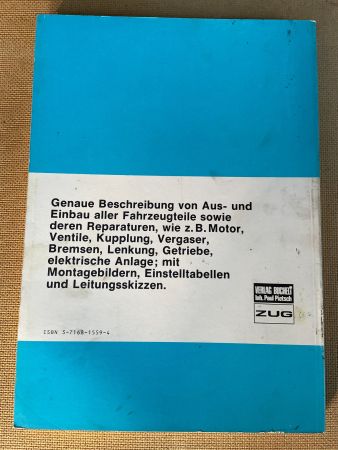 Genaue Beschreibung von Aus- und
Einbau aller Fahrzeugteile sowie
deren Reparaturen, wie z.B. Motor,
Ventile, Kupplung, Vergaser,
Bremsen, Lenkung, Getriebe,
elektrische Anlage; mit
Montagebildern, Einstelltabellen
und Leitungsskizzen.
VERLAG BUCHELI
Inh. Paul Pietsch
ZUG
ISBN 3-7168-1559-4